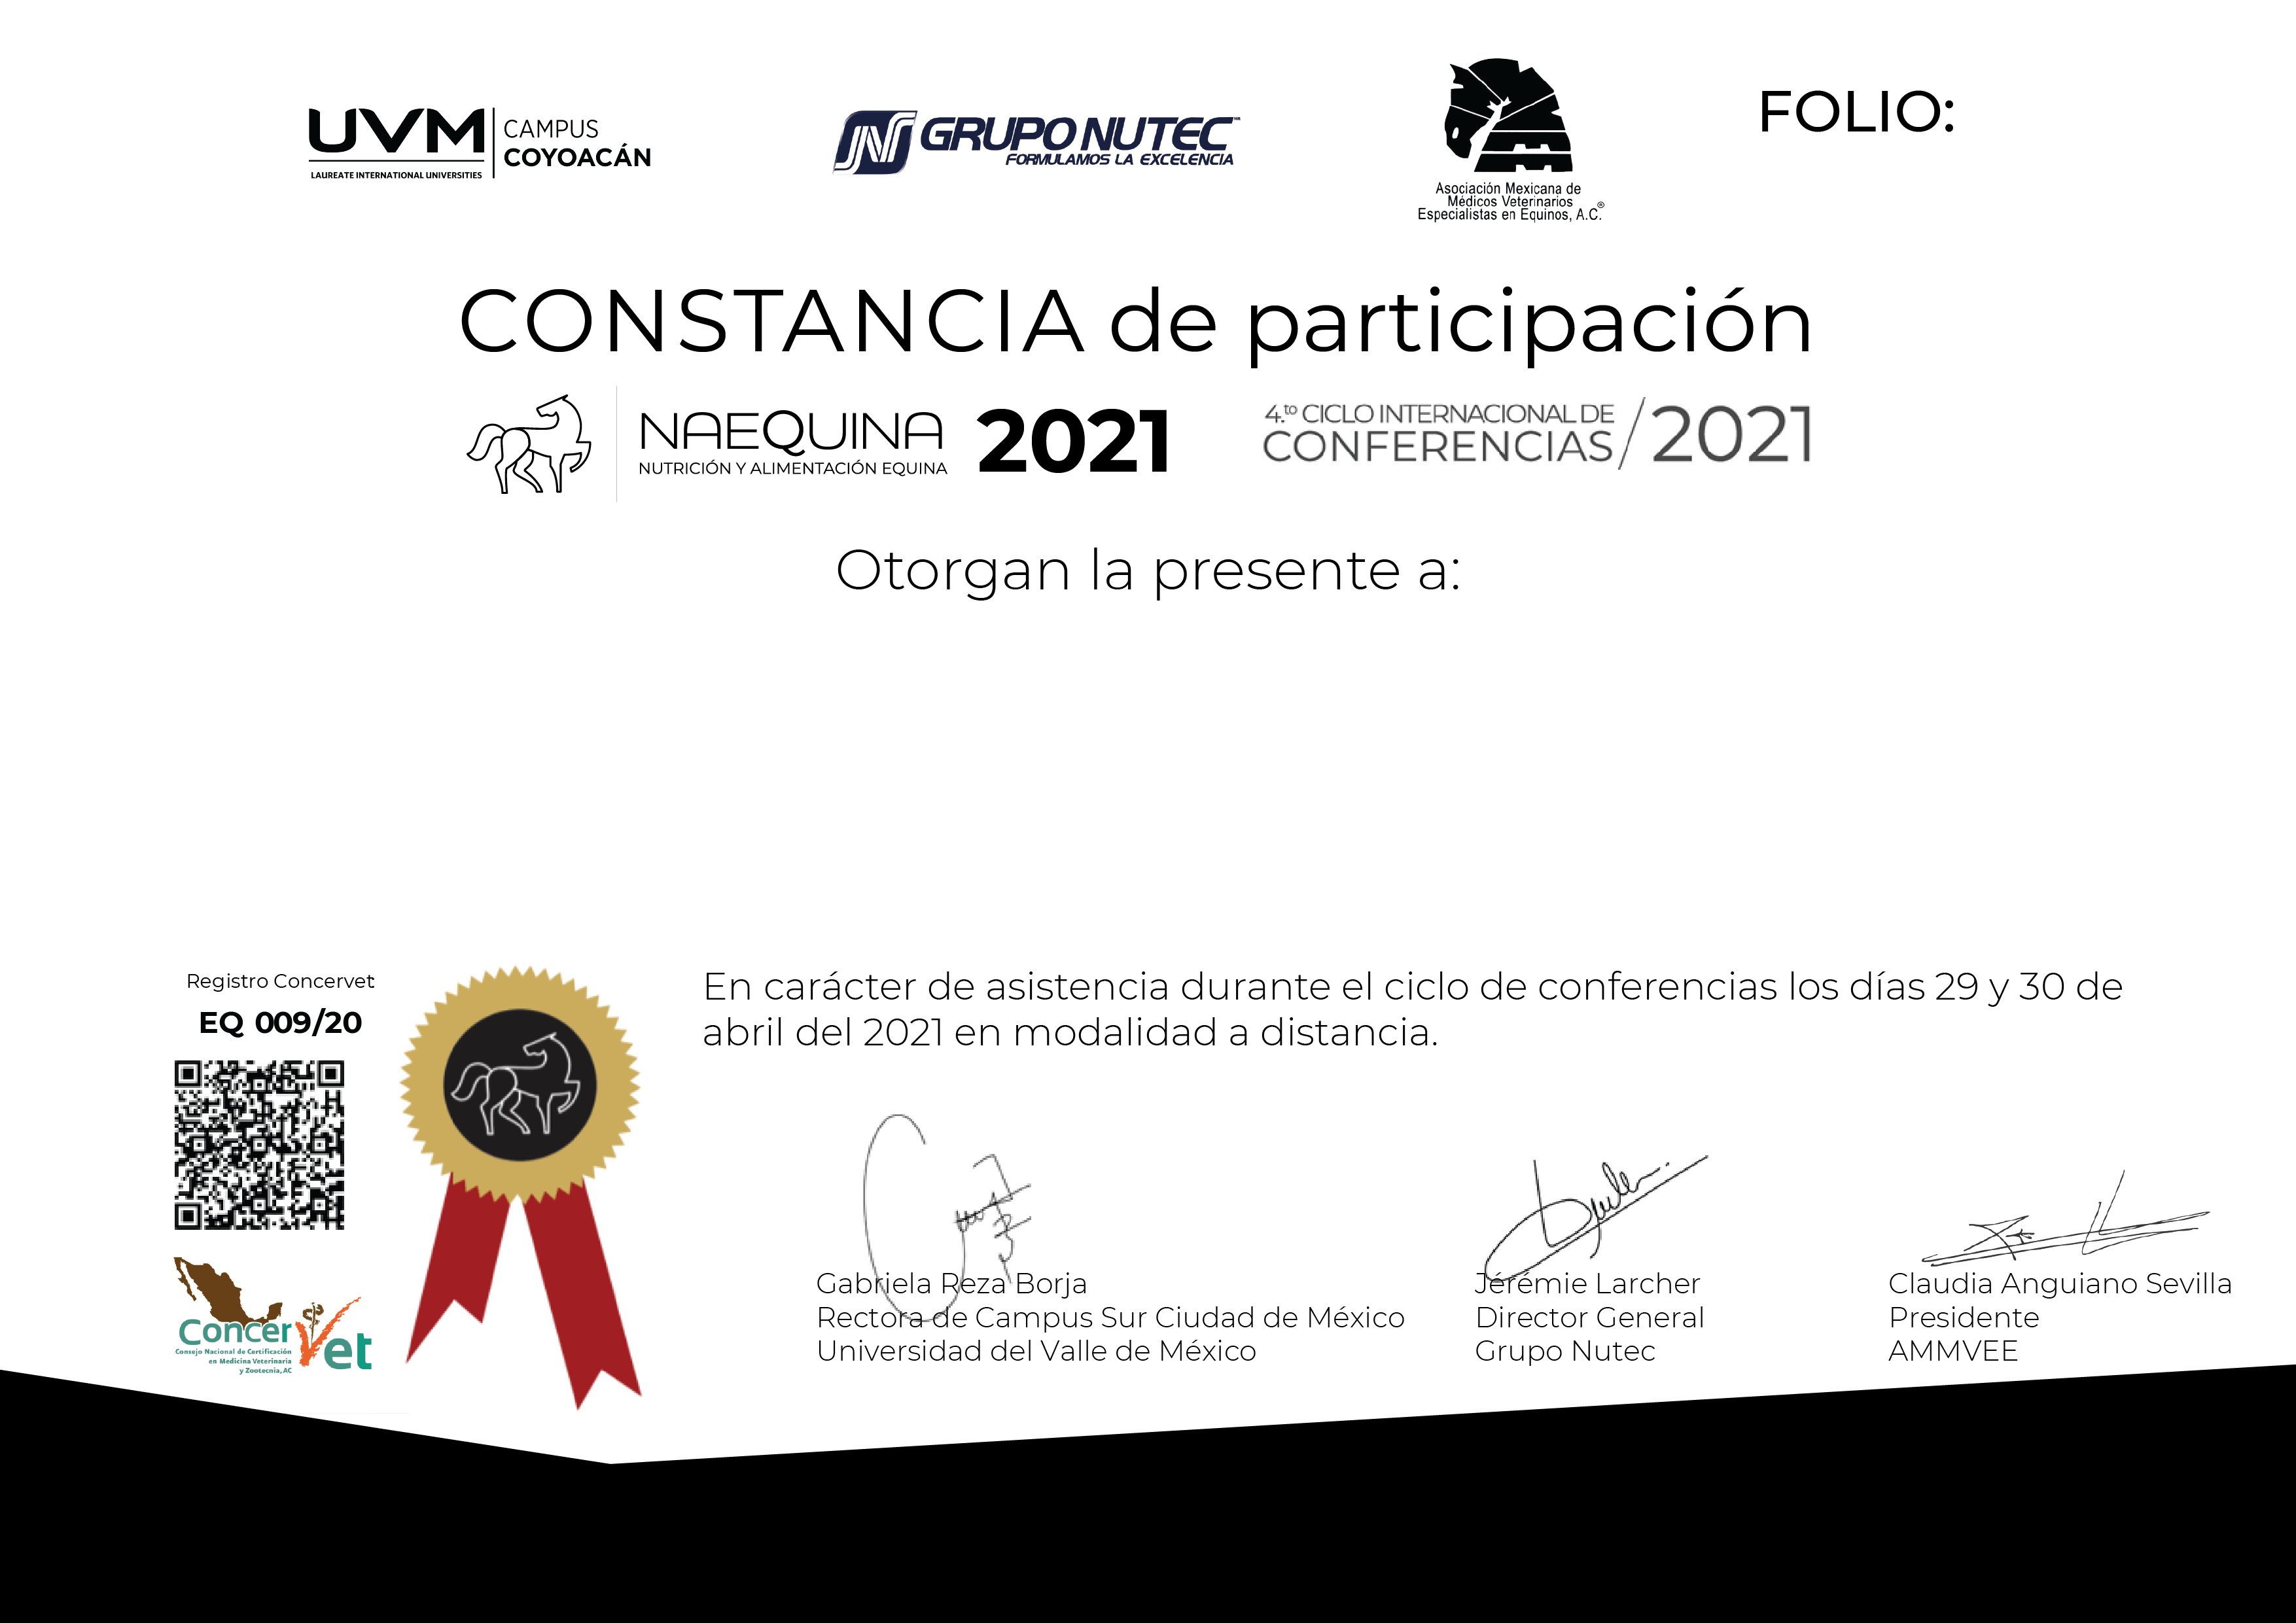 UVM
LAUREATE INTERNATIONAL UNIVERSITIES
CAMPUS
COYOACÁN
GRUPO NUTEC
FORMULAMOS LA EXCELENCIA
Asociación Mexicana de
Médicos Veterinarios
Especialistas en Equinos, A.C.®
FOLIO:
CONSTANCIA de participación
NAEQUINA 2021
NUTRICIÓN Y ALIMENTACIÓN EQUINA
4.to CICLO INTERNACIONAL DE
CONFERENCIAS/2021
Otorgan la presente a:
Registro Concervet
EQ 009/20
En carácter de asistencia durante el ciclo de conferencias los días 29 y 30 de
abril del 2021 en modalidad a distancia.
ConcerVet
Consejo Nacional de Certificación
en Medicina Veterinaria
y Zootecnia, AC
Gabriela Reza Borja
Rectora de Campus Sur Ciudad de México
Universidad del Valle de México
Jérémie Larcher
Director General
Grupo Nutec
Claudia Anguiano Sevilla
Presidente
AMMVEE